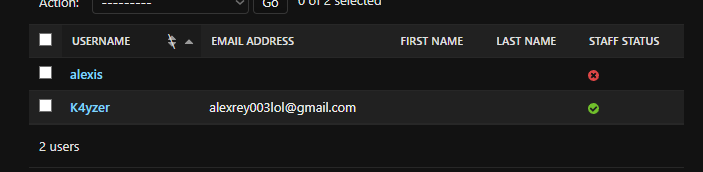 Action: --------- Go 0 of 2 selected
USERNAME EMAIL ADDRESS FIRST NAME LAST NAME STAFF STATUS
alexis
K4yzer alexrey003lol@gmail.com
2 users